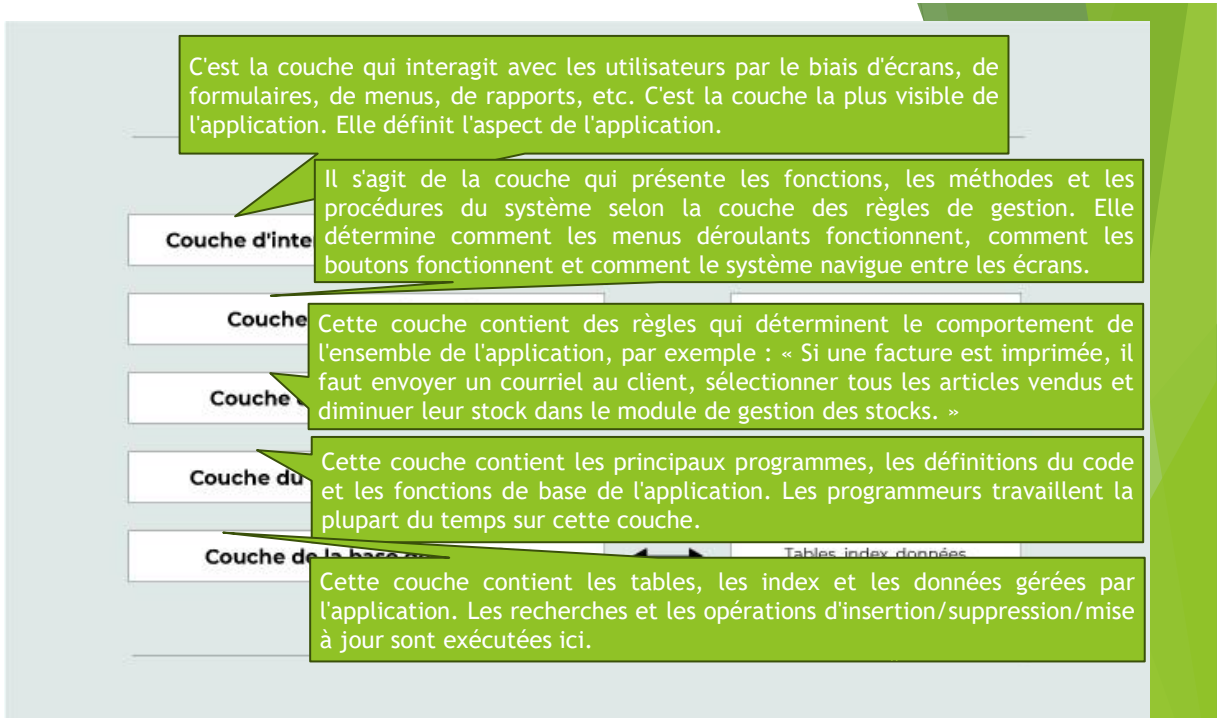 C'est la couche qui interagit avec les utilisateurs par le biais d'écrans, de
formulaires, de menus, de rapports, etc. C'est la couche la plus visible de
l'application. Elle définit l'aspect de l'application.
Il s'agit de la couche qui présente les fonctions, les méthodes et les
procédures du système selon la couche des règles de gestion. Elle
Couche d'inte
détermine comment les menus déroulants fonctionnent, comment les
boutons fonctionnent et comment le système navigue entre les écrans.
Couche
Cette couche contient des règles qui déterminent le comportement de
l'ensemble de l'application, par exemple : « Si une facture est imprimée, il
faut envoyer un courriel au client, sélectionner tous les articles vendus et
Couche
diminuer leur stock dans le module de gestion des stocks. »
Cette couche contient les principaux programmes, les définitions du code
Couche du
et les fonctions de base de l'application. Les programmeurs travaillent la
plupart du temps sur cette couche.
Couche de la base
Tables, index, données
Cette couche contient les tables, les index et les données gérées par
l'application. Les recherches et les opérations d'insertion/suppression/mise
à jour sont exécutées ici.